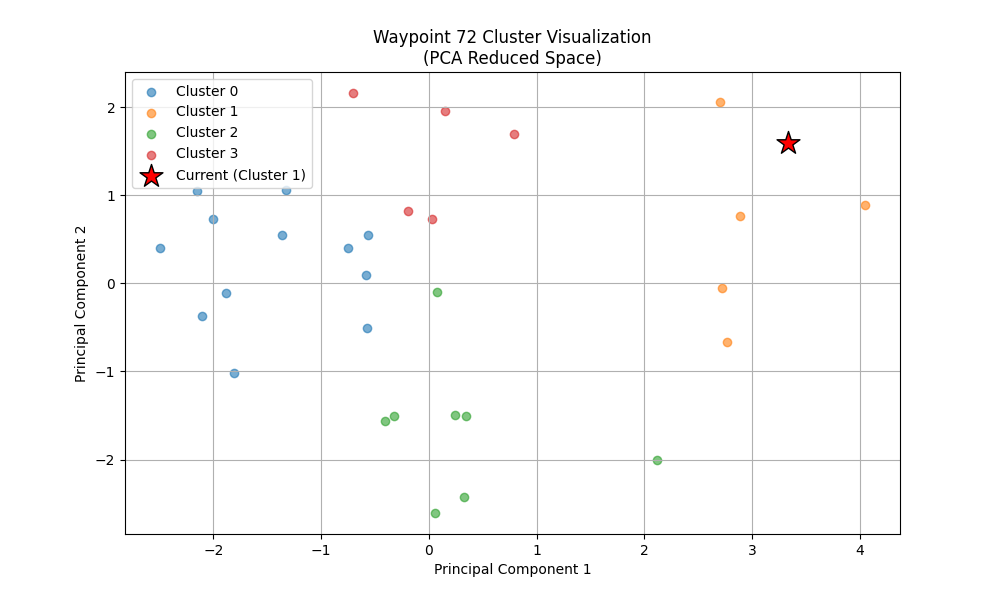 Waypoint 72 Cluster Visualization
(PCA Reduced Space)
Cluster 0
Cluster 1
Cluster 2
Cluster 3
Current (Cluster 1)
2
1
0
−1
−2
Principal Component 2
−2
−1
0
1
2
3
4
Principal Component 1